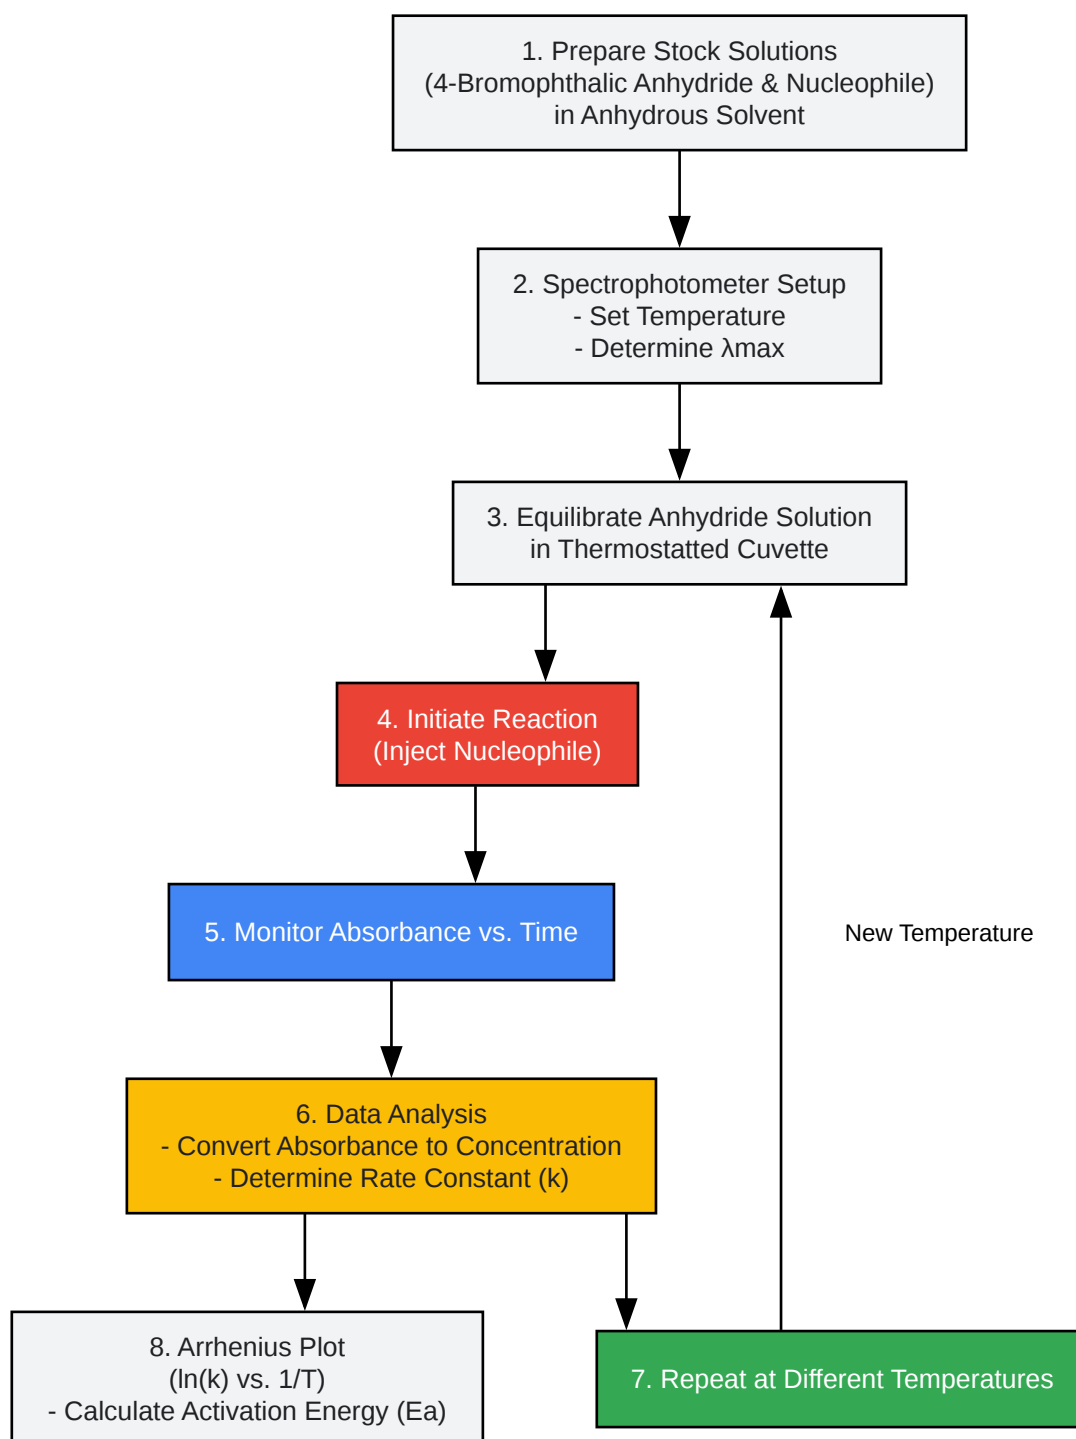 1. Prepare Stock Solutions
(4-Bromophthalic Anhydride & Nucleophile)
in Anhydrous Solvent
2. Spectrophotometer Setup
- Set Temperature
- Determine λmax
3. Equilibrate Anhydride Solution
in Thermostatted Cuvette
4. Initiate Reaction
(Inject Nucleophile)
5. Monitor Absorbance vs. Time
New Temperature
6. Data Analysis
- Convert Absorbance to Concentration
- Determine Rate Constant (k)
8. Arrhenius Plot
(ln(k) vs. 1/T)
- Calculate Activation Energy (Ea)
7. Repeat at Different Temperatures